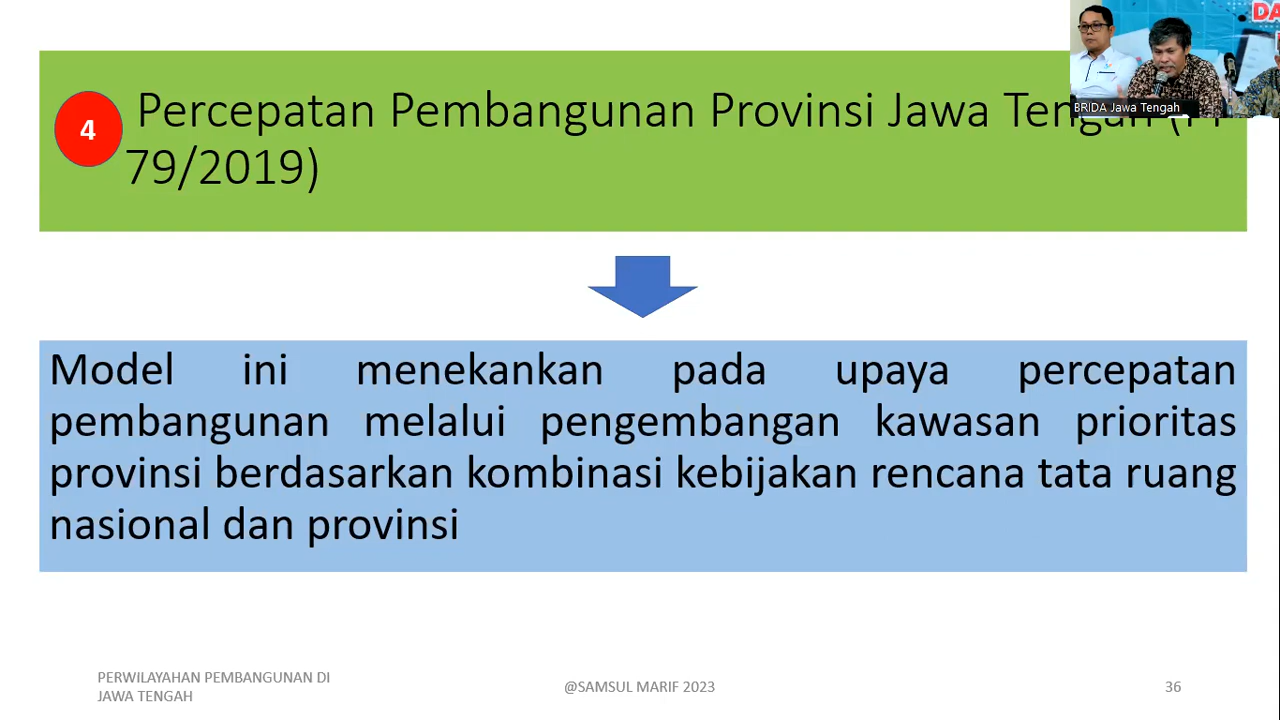 4
Percepatan Pembangunan Provinsi Jawa Tengah
79/2019)
DA
BRIDA Jawa Tengah
Model ini menekankan pada upaya percepatan
pembangunan melalui pengembangan kawasan prioritas
provinsi berdasarkan kombinasi kebijakan rencana tata ruang
nasional dan provinsi
PERWILAYAHAN PEMBANGUNAN DI
JAWA TENGAH
@SAMSUL MARIF 2023
36